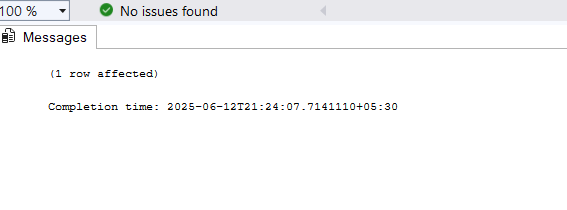 100 %
No issues found
Messages
(1 row affected)
Completion time: 2025-06-12T21:24:07.7141110+05:30